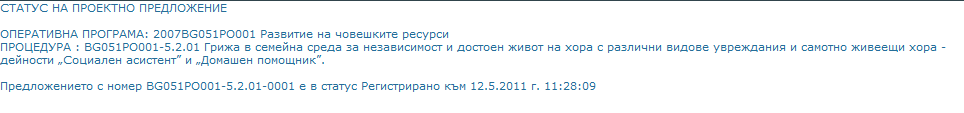 СТАТУС НА ПРОЕКТНО ПРЕДЛОЖЕНИЕ
ОПЕРАТИВНА ПРОГРАМА: 2007BG051PO001 Развитие на човешките ресурси
ПРОЦЕДУРА : BG051PO001-5.2.01 Грижа в семейна среда за независимост и достоен живот на хора с различни видове увреждания и самотно живеещи хора -
дейности „Социален асистент” и „Домашен помощник”.
Предложението с номер BG051PO001-5.2.01-0001 е в статус Регистрирано към 12.5.2011 г. 11:28:09